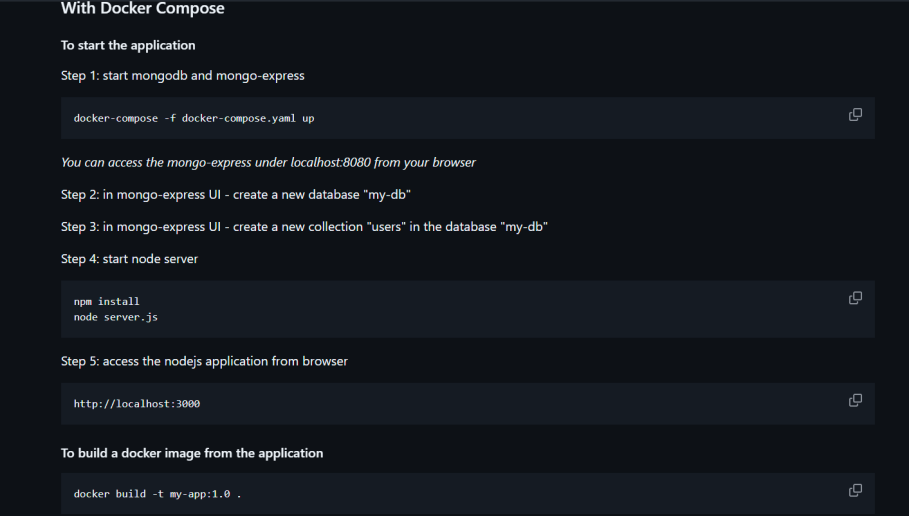 With Docker Compose
To start the application
Step 1: start mongodb and mongo-express
docker-compose -f docker-compose.yaml up
You can access the mongo-express under localhost:8080 from your browser
Step 2: in mongo-express UI - create a new database "my-db"
Step 3: in mongo-express UI - create a new collection "users" in the database "my-db"
Step 4: start node server
npm install
node server.js
Step 5: access the nodejs application from browser
http://localhost:3000
To build a docker image from the application
docker build -t my-app:1.0 .